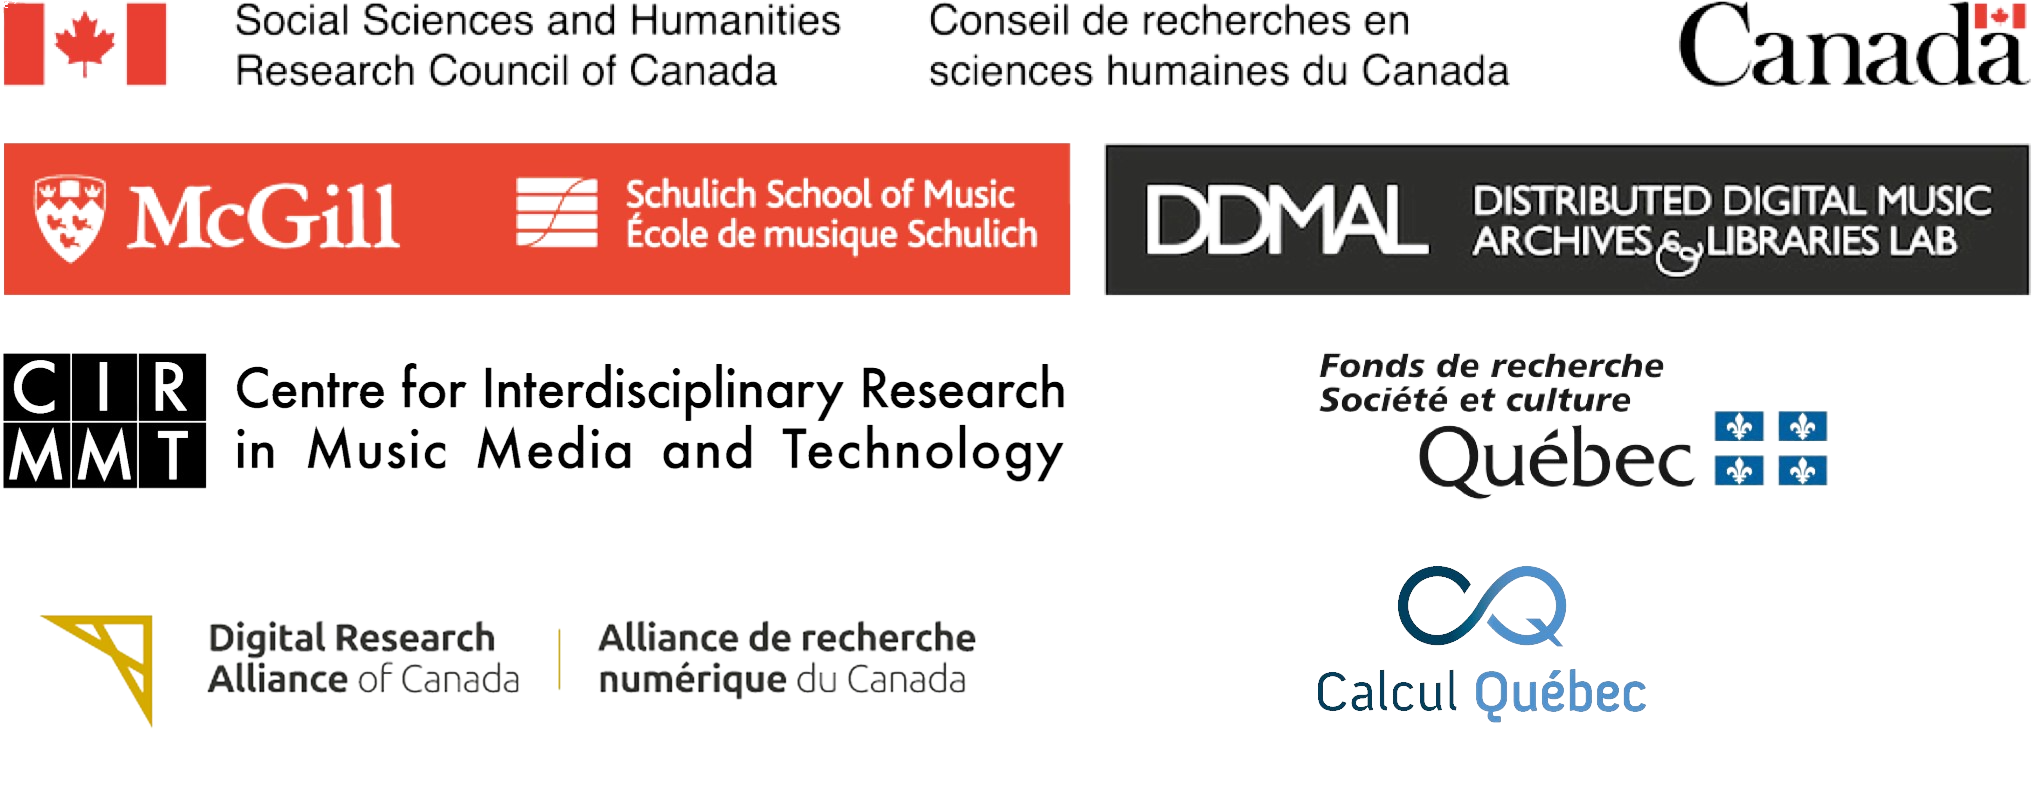 Social Sciences and Humanities
Research Council of Canada
Conseil de recherches en
sciences humaines du Canada
Canada
McGill
Schulich School of Music
École de musique Schulich
DDMAL
DISTRIBUTED DIGITAL MUSIC
ARCHIVES & LIBRARIES LAB
CIR
MMT
Centre for Interdisciplinary Research
in Music Media and Technology
Fonds de recherche
Société et culture
Québec
Digital Research
Alliance of Canada
Alliance de recherche
numérique du Canada
CQ
Calcul Québec